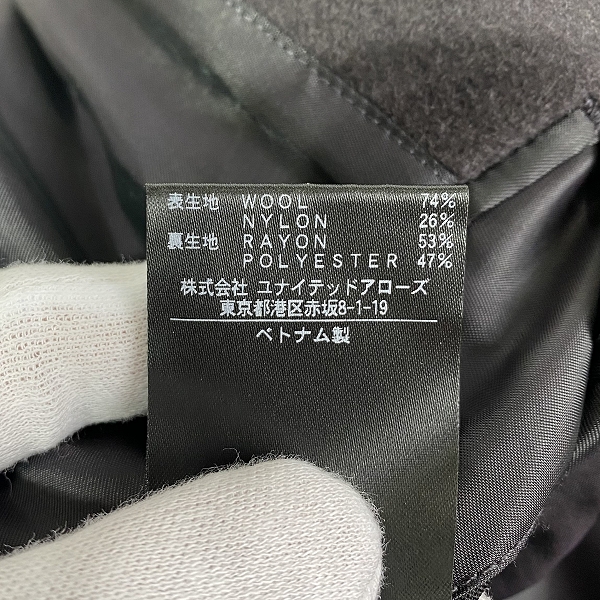 表生地 WOOL 74%
NYLON 26%
裏生地 RAYON 53%
POLYESTER 47%
株式会社 ユナイテッドアローズ
東京都港区赤坂8-1-19
ベトナム製